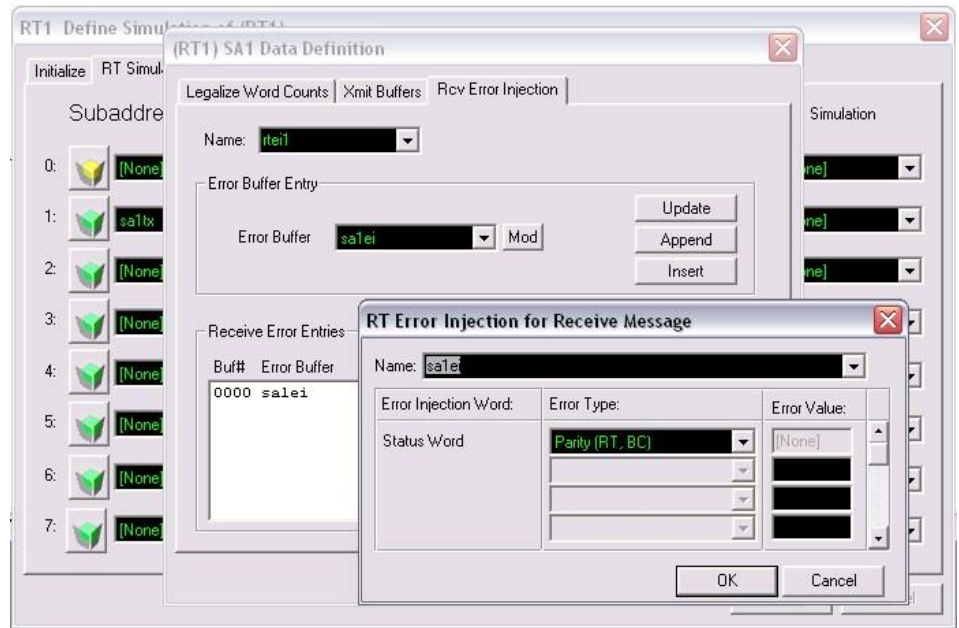 RT1 Define Simulation of (RT1)
Initialize RT Simul
Subaddre
Simulation
0: [None]
ne]
1: sa1tx
ne]
2: [None]
ne]
3: [None]
4: [None]
5: [None]
6: [None]
7: [None]
(RT1) SA1 Data Definition
Legalize Word Counts Xmit Buffers Rcv Error Injection
Name: rtei1
Error Buffer Entry
Error Buffer sa1ei Mod
Update
Append
Insert
Receive Error Entries
Buf# Error Buffer
0000 sa1ei
RT Error Injection for Receive Message
Name: sa1ei
Error Injection Word: Error Type: Error Value:
Status Word Parity (RT, BC) [None]
OK Cancel